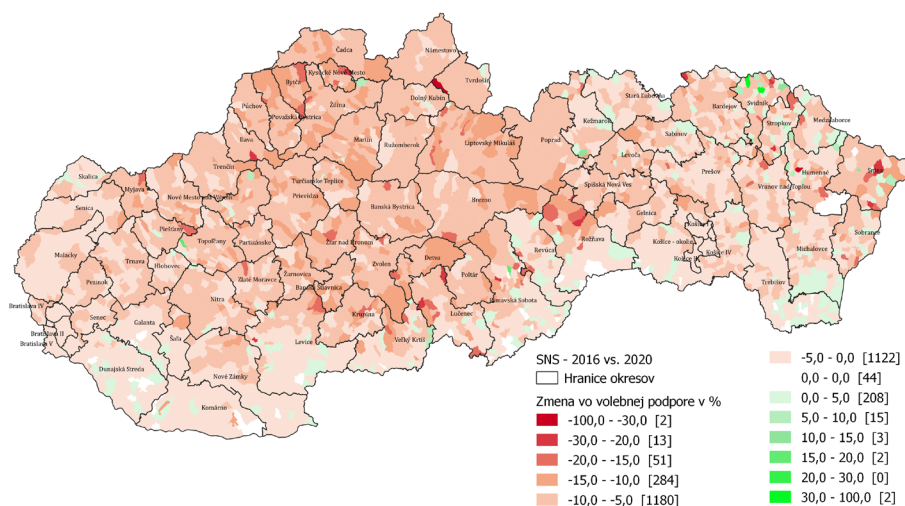 Čadca
Námestovo
Kysucké Nové Mesto
Bytča
Tvrdošín
Dolný Kubín
Stará Ľubovňa
Púchov
Žilina
Bardejov
Svidník
Kežmarok
Považská Bystrica
Stropkov
Medzilaborce
Sabinov
Ilava
Martin
Ružomberok
Liptovský Mikuláš
Poprad
Levoča
Trenčín
Prešov
Humenné
Snina
Skalica
Turčianske Teplice
Spišská Nová Ves
Vranov nad Topľou
Myjava
Nové Mesto nad Váhom
Prievidza
Banská Bystrica
Brezno
Gelnica
Senica
Piešťany
Topoľčany
Partizánske
Žiar nad Hronom
Revúca
Rožňava
Košice - okolie
Košice IV
Sobrance
Malacky
Trnava
Hlohovec
Zvolen
Detva
Michalovce
Zlaté Moravce
Žarnovica
Poltár
Pezinok
Banská Štiavnica
Trebišov
Nitra
Rimavská Sobota
Bratislava IV
Senec
Galanta
Krupina
Lučenec
Bratislava II
Šaľa
Levice
Veľký Krtíš
Bratislava V
Dunajská Streda
Nové Zámky
Komárno
SNS - 2016 vs. 2020
Hranice okresov
Zmena vo volebnej podpore v %
-100,0 - -30,0 [2]
-30,0 - -20,0 [13]
-20,0 - -15,0 [51]
-15,0 - -10,0 [284]
-10,0 - -5,0 [1180]
-5,0 - 0,0 [1122]
0,0 - 0,0 [44]
0,0 - 5,0 [208]
5,0 - 10,0 [15]
10,0 - 15,0 [3]
15,0 - 20,0 [2]
20,0 - 30,0 [0]
30,0 - 100,0 [2]